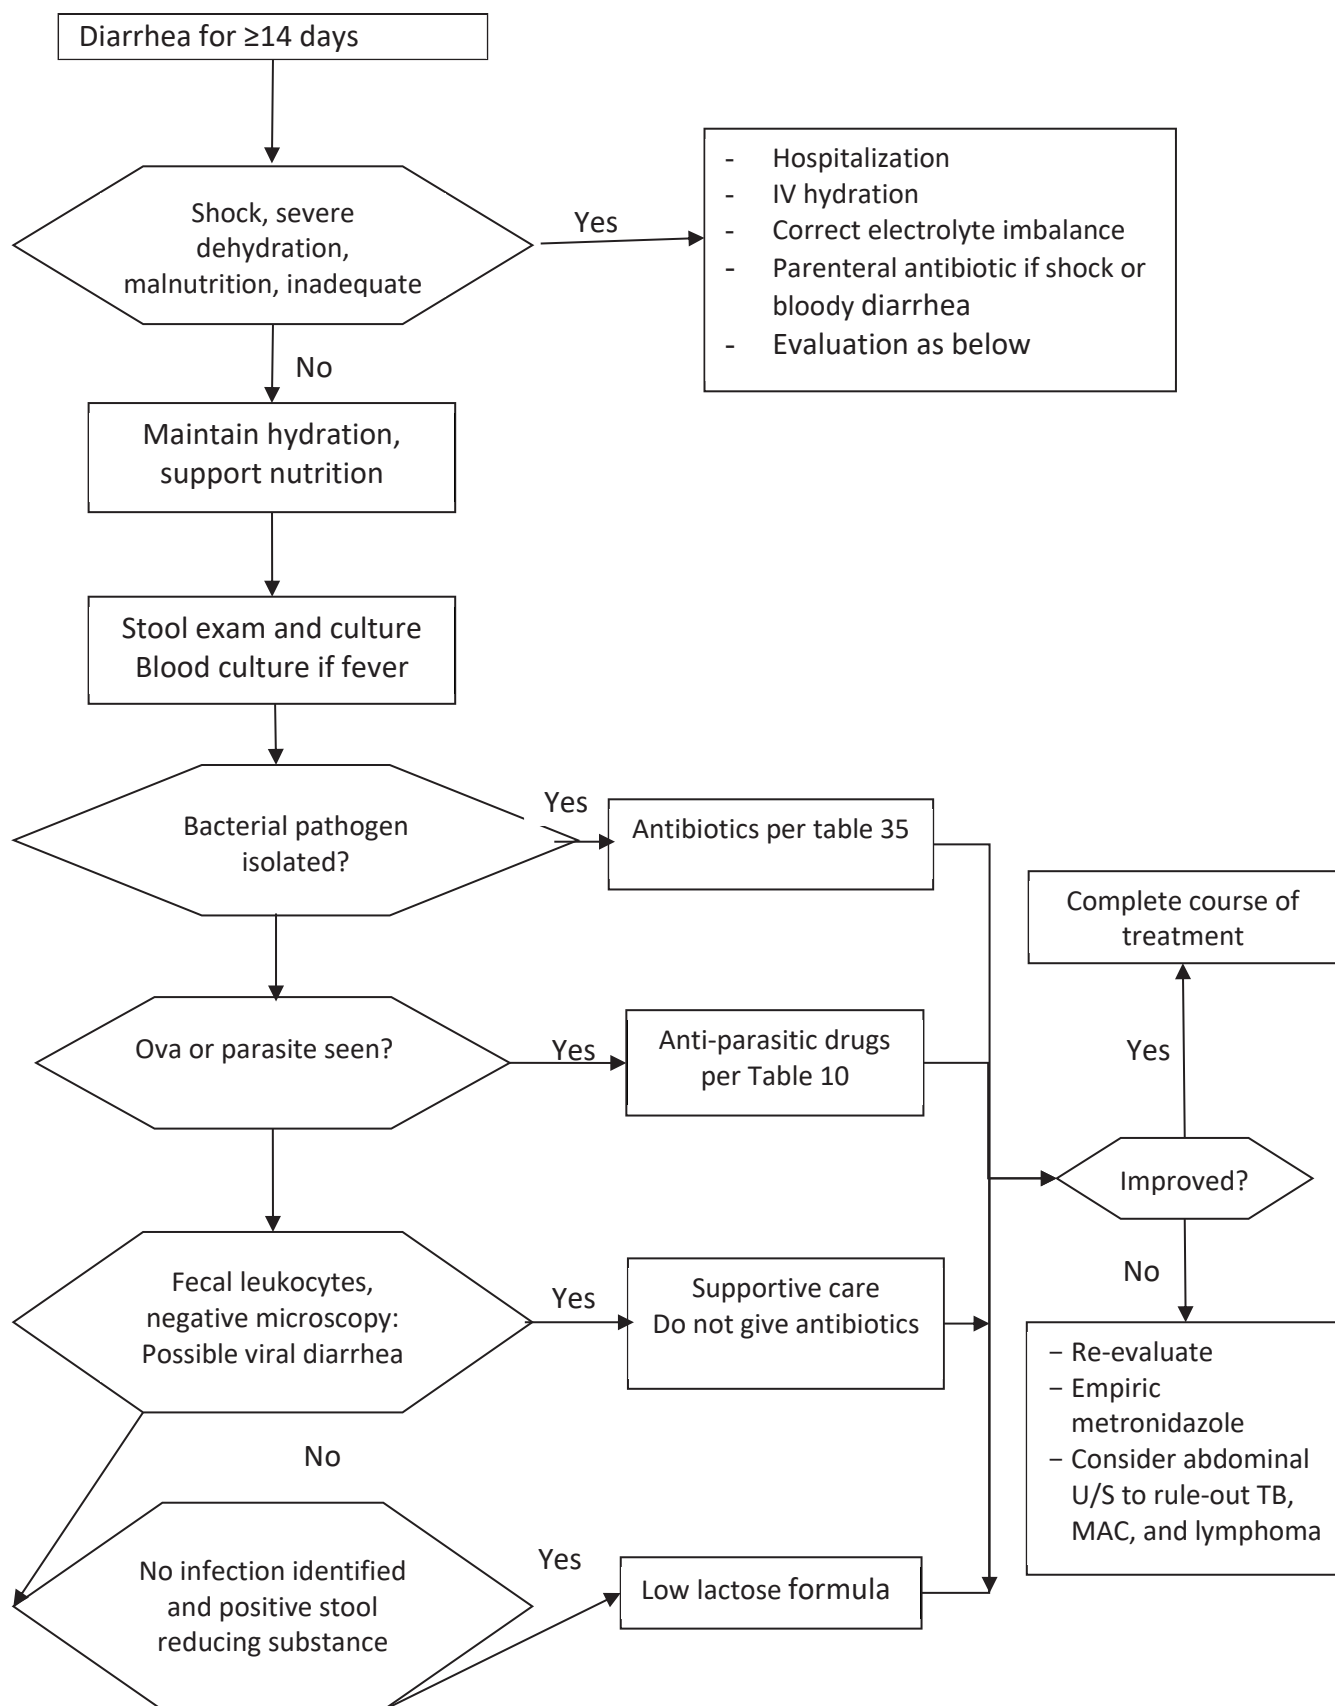 Diarrhea for ≥14 days
Shock, severe
dehydration,
malnutrition, inadequate
Yes
- Hospitalization
- IV hydration
- Correct electrolyte imbalance
- Parenteral antibiotic if shock or
bloody diarrhea
- Evaluation as below
No
Maintain hydration,
support nutrition
Stool exam and culture
Blood culture if fever
Bacterial pathogen
isolated?
Yes
Antibiotics per table 35
Complete course of
treatment
Ova or parasite seen?
Yes
Anti-parasitic drugs
per Table 10
Yes
Improved?
Fecal leukocytes,
negative microscopy:
Possible viral diarrhea
Yes
Supportive care
Do not give antibiotics
No
− Re-evaluate
− Empiric
metronidazole
− Consider abdominal
U/S to rule-out TB,
MAC, and lymphoma
No
No infection identified
and positive stool
reducing substance
Yes
Low lactose formula